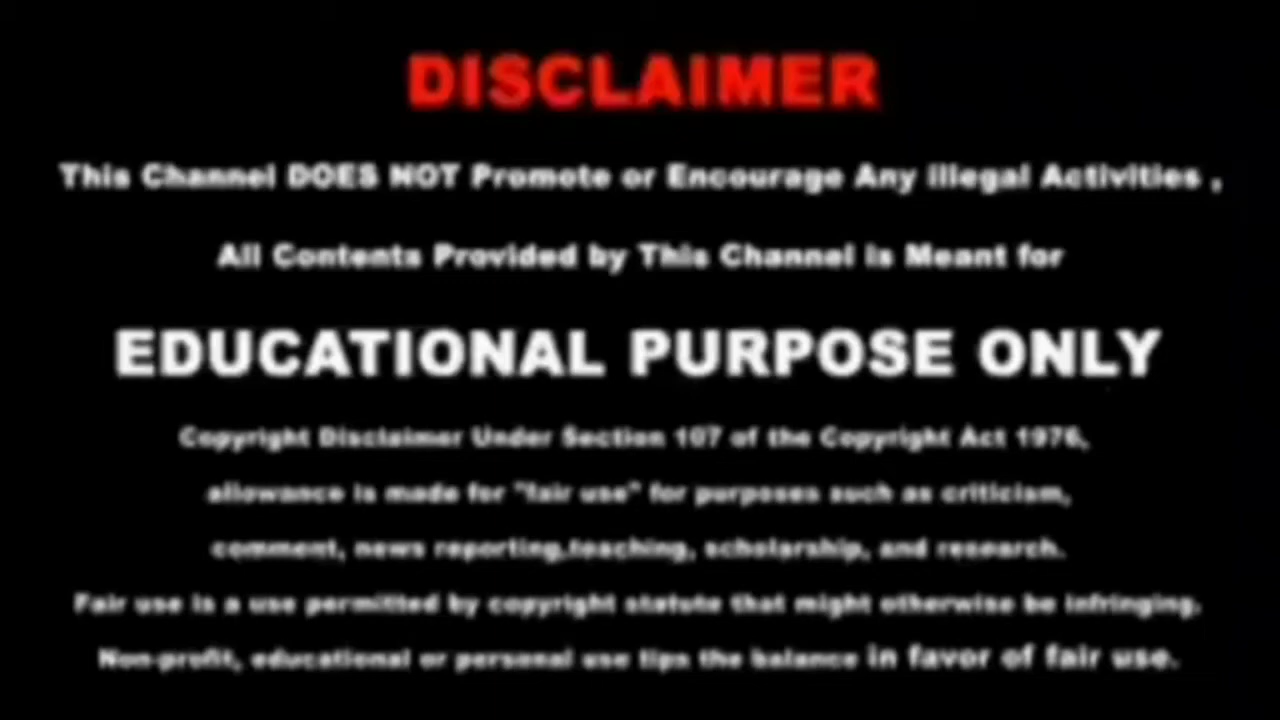 DISCLAIMER
This Channel DOES NOT Promote or Encourage Any illegal Activities ,
All Contents Provided by This Channel is Meant for
EDUCATIONAL PURPOSE ONLY
Copyright Disclaimer Under Section 107 of the Copyright Act 1976,
allowance is made for "fair use" for purposes such as criticism,
comment, news reporting,teaching, scholarship, and research.
Fair use is a use permitted by copyright statute that might otherwise be infringing.
Non-profit, educational or personal use tips the balance in favor of fair use.